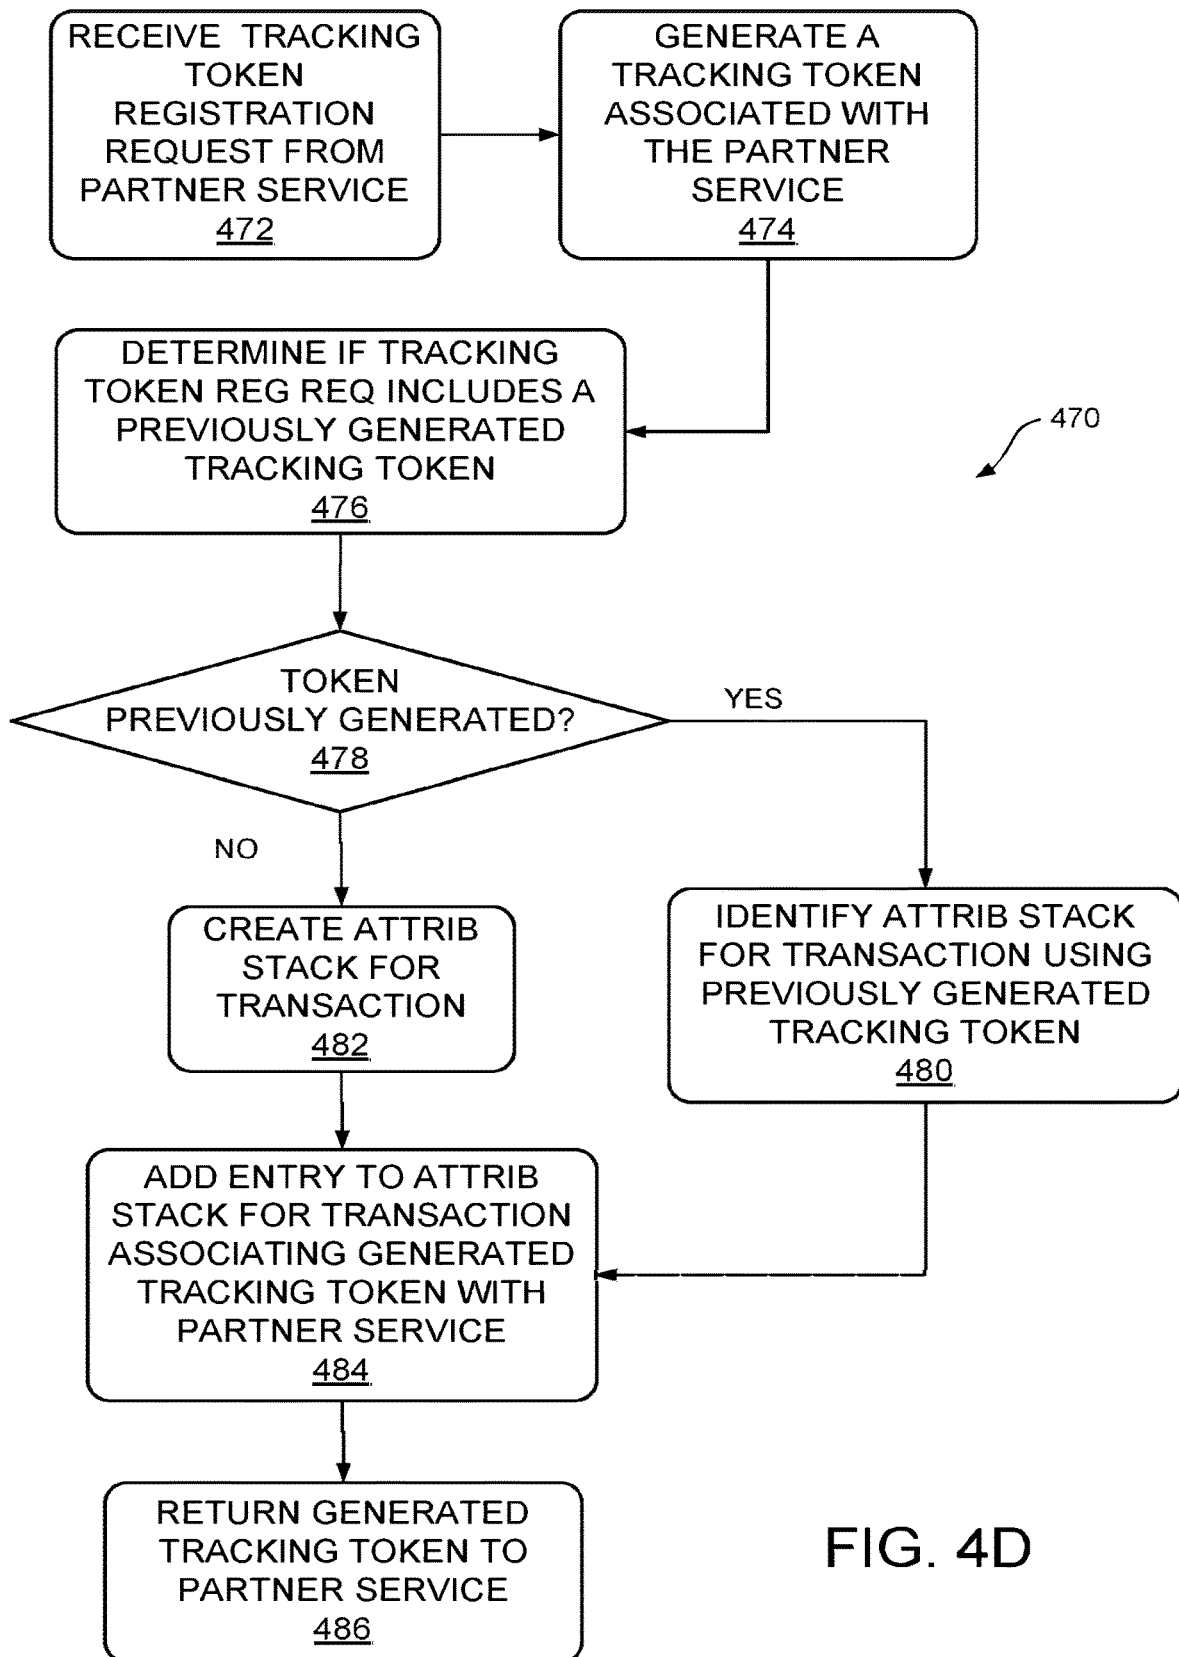 RECEIVE TRACKING
TOKEN
REGISTRATION
REQUEST FROM
PARTNER SERVICE
472
GENERATE A
TRACKING TOKEN
ASSOCIATED WITH
THE PARTNER
SERVICE
474
DETERMINE IF TRACKING
TOKEN REG REQ INCLUDES A
PREVIOUSLY GENERATED
TRACKING TOKEN
476
470
TOKEN
PREVIOUSLY GENERATED?
478
YES
NO
CREATE ATTRIB
STACK FOR
TRANSACTION
482
IDENTIFY ATTRIB STACK
FOR TRANSACTION USING
PREVIOUSLY GENERATED
TRACKING TOKEN
480
ADD ENTRY TO ATTRIB
STACK FOR TRANSACTION
ASSOCIATING GENERATED
TRACKING TOKEN WITH
PARTNER SERVICE
484
RETURN GENERATED
TRACKING TOKEN TO
PARTNER SERVICE
486
FIG. 4D